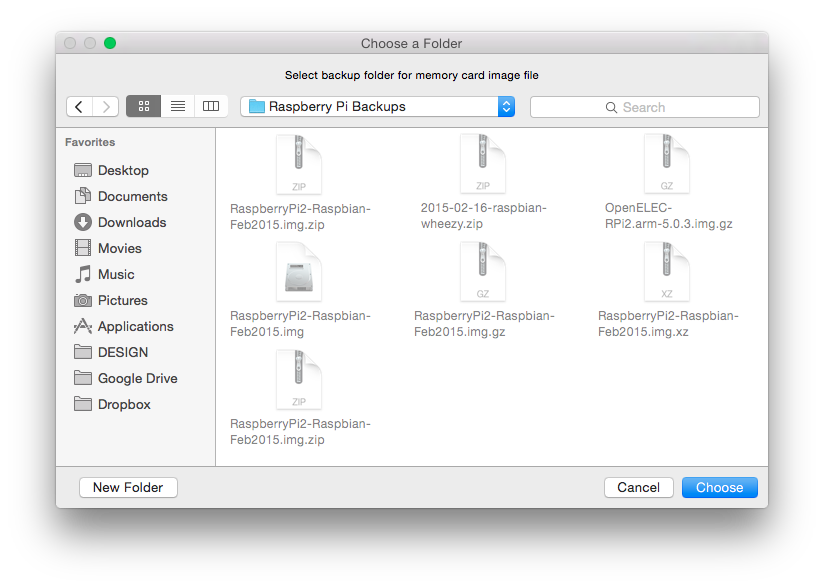 Choose a Folder
Select backup folder for memory card image file
Raspberry Pi Backups
Search
Favorites
Desktop
Documents
Downloads
Movies
Music
Pictures
Applications
DESIGN
Google Drive
Dropbox
ZIP
RaspberryPi2-Raspbian-
Feb2015.img.zip
ZIP
2015-02-16-raspbian-
wheezy.zip
GZ
OpenELEC-
RPi2.arm-5.0.3.img.gz
RaspberryPi2-Raspbian-
Feb2015.img
GZ
RaspberryPi2-Raspbian-
Feb2015.img.gz
XZ
RaspberryPi2-Raspbian-
Feb2015.img.xz
ZIP
RaspberryPi2-Raspbian-
Feb2015.img.zip
New Folder
Cancel
Choose